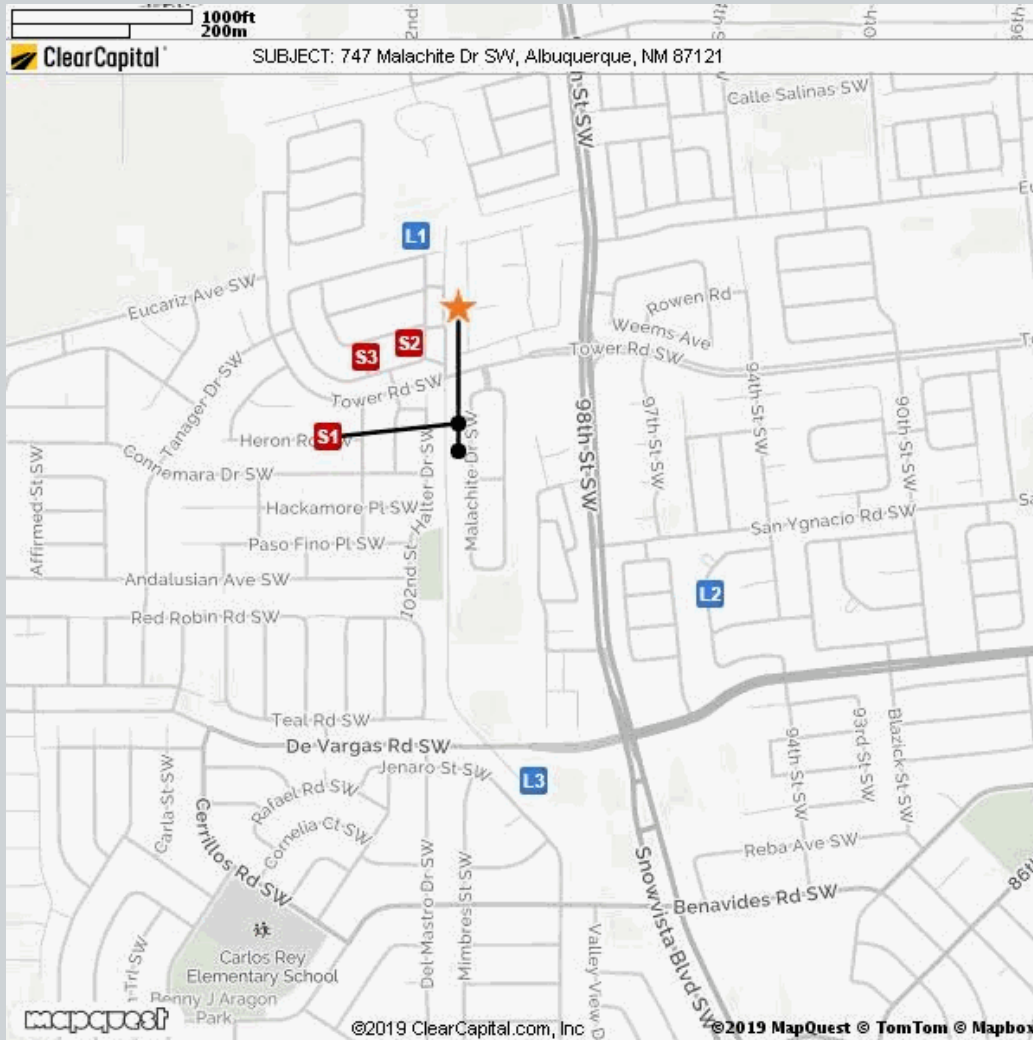 1000ft
200m
ClearCapital
SUBJECT: 747 Malachite Dr SW, Albuquerque, NM 87121
Calle Salinas SW
L1
Eucariz Ave SW
Rowen Rd
Weems Ave
Tower Rd SW
S2
S3
Tower Rd SW
Tanager Dr SW
S1
Heron Rd
Connemara Dr SW
Halter Dr SW
Malachite Dr SW
98th St SW
97th St SW
94th St SW
90th St SW
Affirmed St SW
Hackamore Pl SW
San Ygnacio Rd SW
Paso Fino Pl SW
102nd St
Andalusian Ave SW
L2
Red Robin Rd SW
Teal Rd SW
De Vargas Rd SW
Jenaro St SW
L3
94th St SW
93rd St SW
Blazick St SW
Carla St SW
Rafael Rd SW
Cornelia Ct SW
Cerrillos Rd SW
Reba Ave SW
Del Mastro Dr SW
Mimbres St SW
Snow Vista Blvd SW
Benavides Rd SW
86th
Carlos Rey
Elementary School
Benny J Aragon
Park
Valley View D
mapquest
©2019 ClearCapital.com, Inc
©2019 MapQuest © TomTom © Mapbox